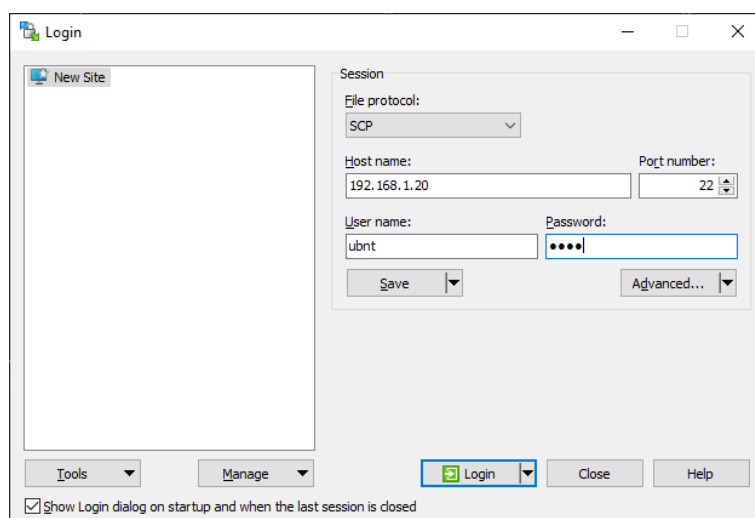 Login
New Site
Session
File protocol:
SCP
Host name:
Port number:
192.168.1.20
22
User name:
Password:
ubnt
●●●●
Save
Advanced...
Tools
Manage
Login
Close
Help
Show Login dialog on startup and when the last session is closed